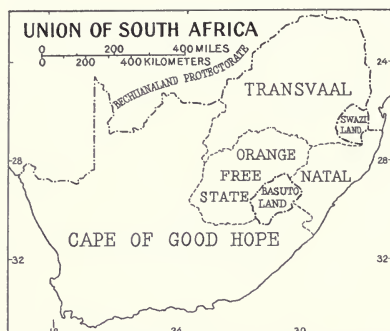 UNION OF SOUTH AFRICA
0 200 400 MILES
0 200 400 KILOMETERS
BECHUANALAND PROTECTORATE
24
24
TRANSVAAL
SWAZI
LAND
28
28
ORANGE
FREE
STATE
BASUTO
LAND
NATAL
CAPE OF GOOD HOPE
32
32